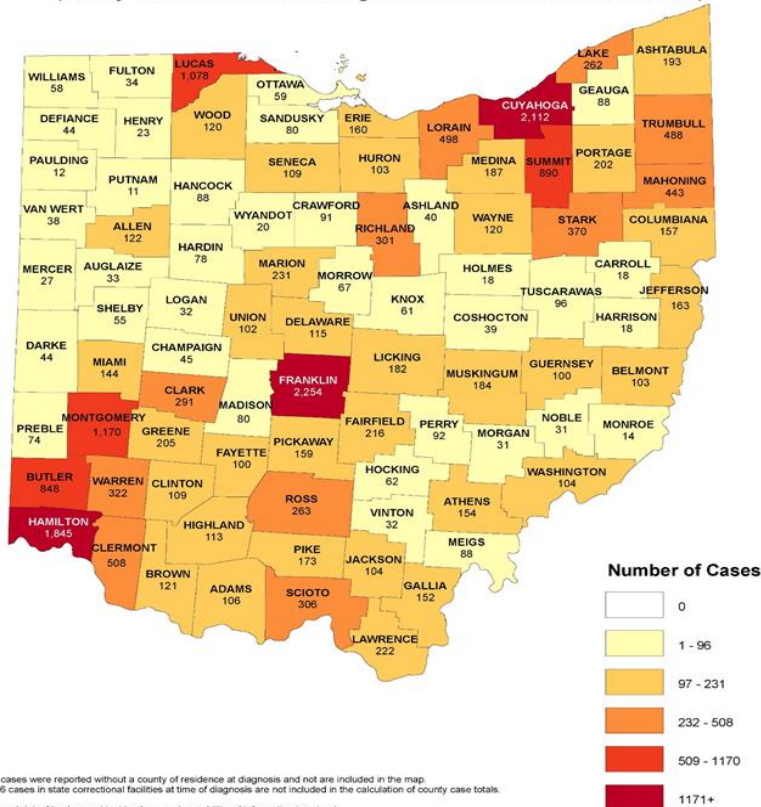 WILLIAMS
58
FULTON
34
LUCAS
1,078
OTTAWA
59
LAKE
262
ASHTABULA
193
DEFIANCE
44
HENRY
23
WOOD
120
SANDUSKY
80
ERIE
160
LORAIN
498
CUYAHOGA
2,112
GEAUGA
88
TRUMBULL
488
PAULDING
12
PUTNAM
11
HANCOCK
88
SENECA
109
HURON
103
MEDINA
187
SUMMIT
890
PORTAGE
202
MAHONING
443
VAN WERT
38
ALLEN
122
WYANDOT
20
CRAWFORD
91
RICHLAND
301
ASHLAND
40
WAYNE
120
STARK
370
COLUMBIANA
157
MERCER
27
AUGLAIZE
33
HARDIN
78
MARION
231
MORROW
67
HOLMES
18
TUSCARAWAS
96
CARROLL
18
JEFFERSON
163
SHELBY
55
LOGAN
32
UNION
102
DELAWARE
115
KNOX
61
COSHOCTON
39
HARRISON
18
DARKE
44
MIAMI
144
CHAMPAIGN
45
CLARK
291
MADISON
80
FRANKLIN
2,254
LICKING
182
MUSKINGUM
184
GUERNSEY
100
BELMONT
103
PREBLE
74
MONTGOMERY
1,170
GREENE
205
FAYETTE
100
PICKAWAY
159
FAIRFIELD
216
PERRY
92
MORGAN
31
NOBLE
31
MONROE
14
BUTLER
848
WARREN
322
CLINTON
109
ROSS
263
HOCKING
62
VINTON
32
ATHENS
154
WASHINGTON
104
HAMILTON
1,845
CLERMONT
508
BROWN
121
HIGHLAND
113
ADAMS
106
PIKE
173
SCIOTO
306
JACKSON
104
GALLIA
152
MEIGS
88
LAWRENCE
222
Number of Cases
0
1 - 96
97 - 231
232 - 508
509 - 1170
1171+
cases were reported without a county of residence at diagnosis and not are included in the map.
6 cases in state correctional facilities at time of diagnosis are not included in the calculation of county case totals.